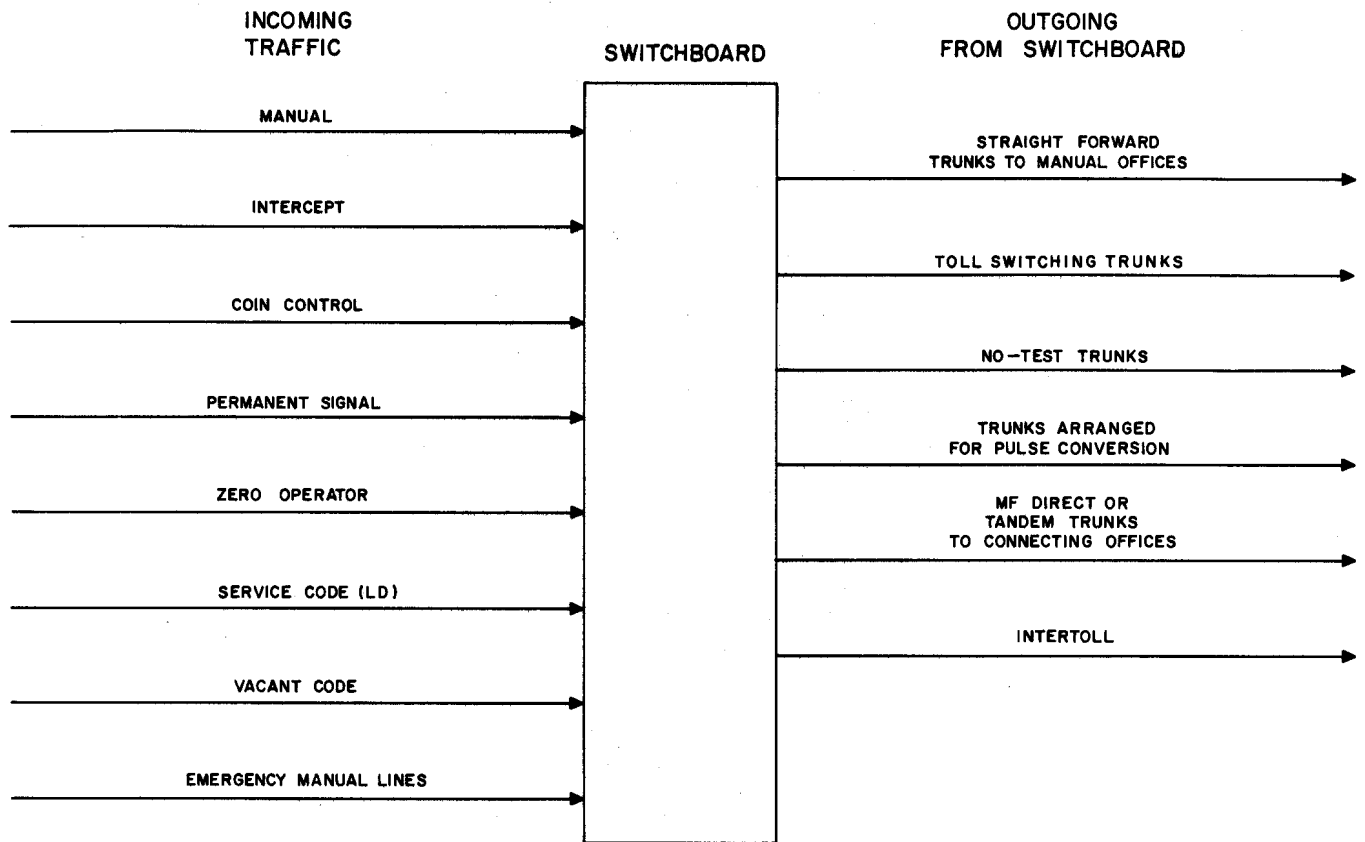 INCOMING
TRAFFIC
SWITCHBOARD
OUTGOING
FROM SWITCHBOARD
MANUAL
INTERCEPT
COIN CONTROL
PERMANENT SIGNAL
ZERO OPERATOR
SERVICE CODE (LD)
VACANT CODE
EMERGENCY MANUAL LINES
STRAIGHT FORWARD
TRUNKS TO MANUAL OFFICES
TOLL SWITCHING TRUNKS
NO-TEST TRUNKS
TRUNKS ARRANGED
FOR PULSE CONVERSION
MF DIRECT OR
TANDEM TRUNKS
TO CONNECTING OFFICES
INTERTOLL